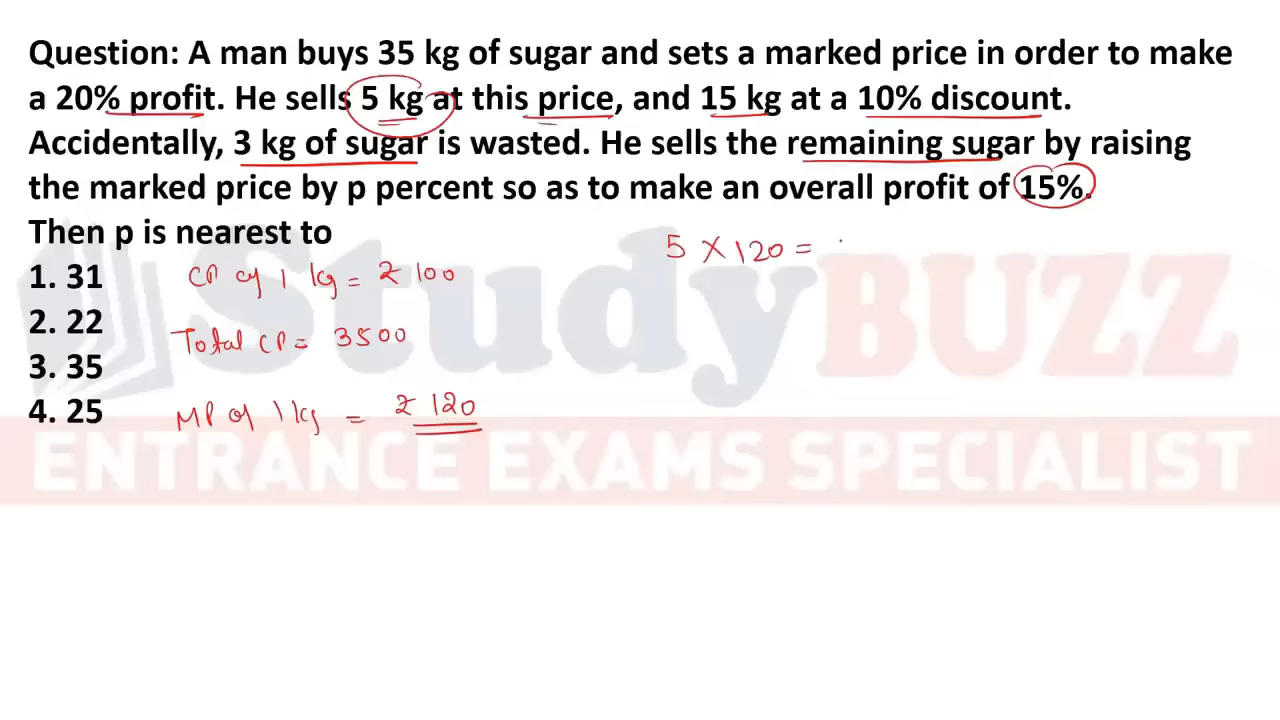 Question: A man buys 35 kg of sugar and sets a marked price in order to make
a 20% profit. He sells 5 kg at this price, and 15 kg at a 10% discount.
Accidentally, 3 kg of sugar is wasted. He sells the remaining sugar by raising
the marked price by p percent so as to make an overall profit of 15%.
Then p is nearest to
5 × 120 =
1. 31
CP of 1 kg = ₹ 100
2. 22
Total CP = 3500
3. 35
4. 25
MP of 1 kg = ₹ 120
StudyBUZZ
ENTRANCE EXAMS SPECIALIST